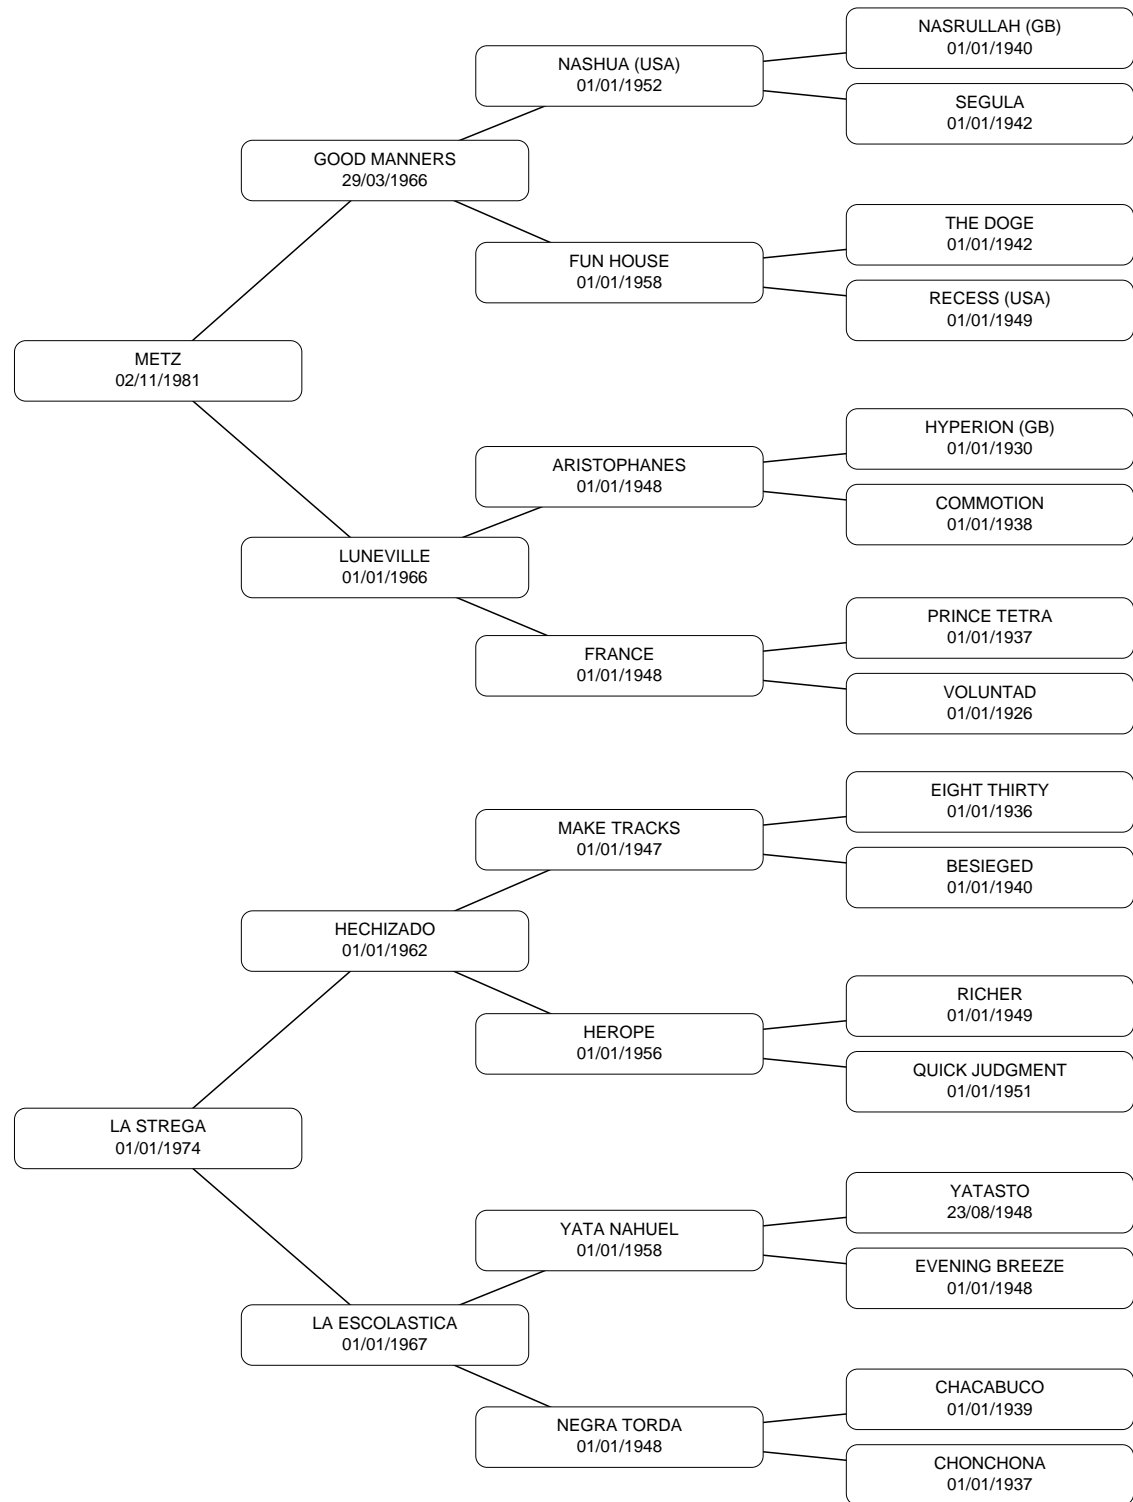 NASRULLAH (GB)
01/01/1940
NASHUA (USA)
01/01/1952
SEGULA
01/01/1942
GOOD MANNERS
29/03/1966
THE DOGE
01/01/1942
FUN HOUSE
01/01/1958
RECESS (USA)
01/01/1949
METZ
02/11/1981
HYPERION (GB)
01/01/1930
ARISTOPHANES
01/01/1948
COMMOTION
01/01/1938
LUNEVILLE
01/01/1966
PRINCE TETRA
01/01/1937
FRANCE
01/01/1948
VOLUNTAD
01/01/1926
EIGHT THIRTY
01/01/1936
MAKE TRACKS
01/01/1947
BESIEGED
01/01/1940
HECHIZADO
01/01/1962
RICHER
01/01/1949
HEROPE
01/01/1956
QUICK JUDGMENT
01/01/1951
LA STREGA
01/01/1974
YATASTO
23/08/1948
YATA NAHUEL
01/01/1958
EVENING BREEZE
01/01/1948
LA ESCOLASTICA
01/01/1967
CHACABUCO
01/01/1939
NEGRA TORDA
01/01/1948
CHONCHONA
01/01/1937